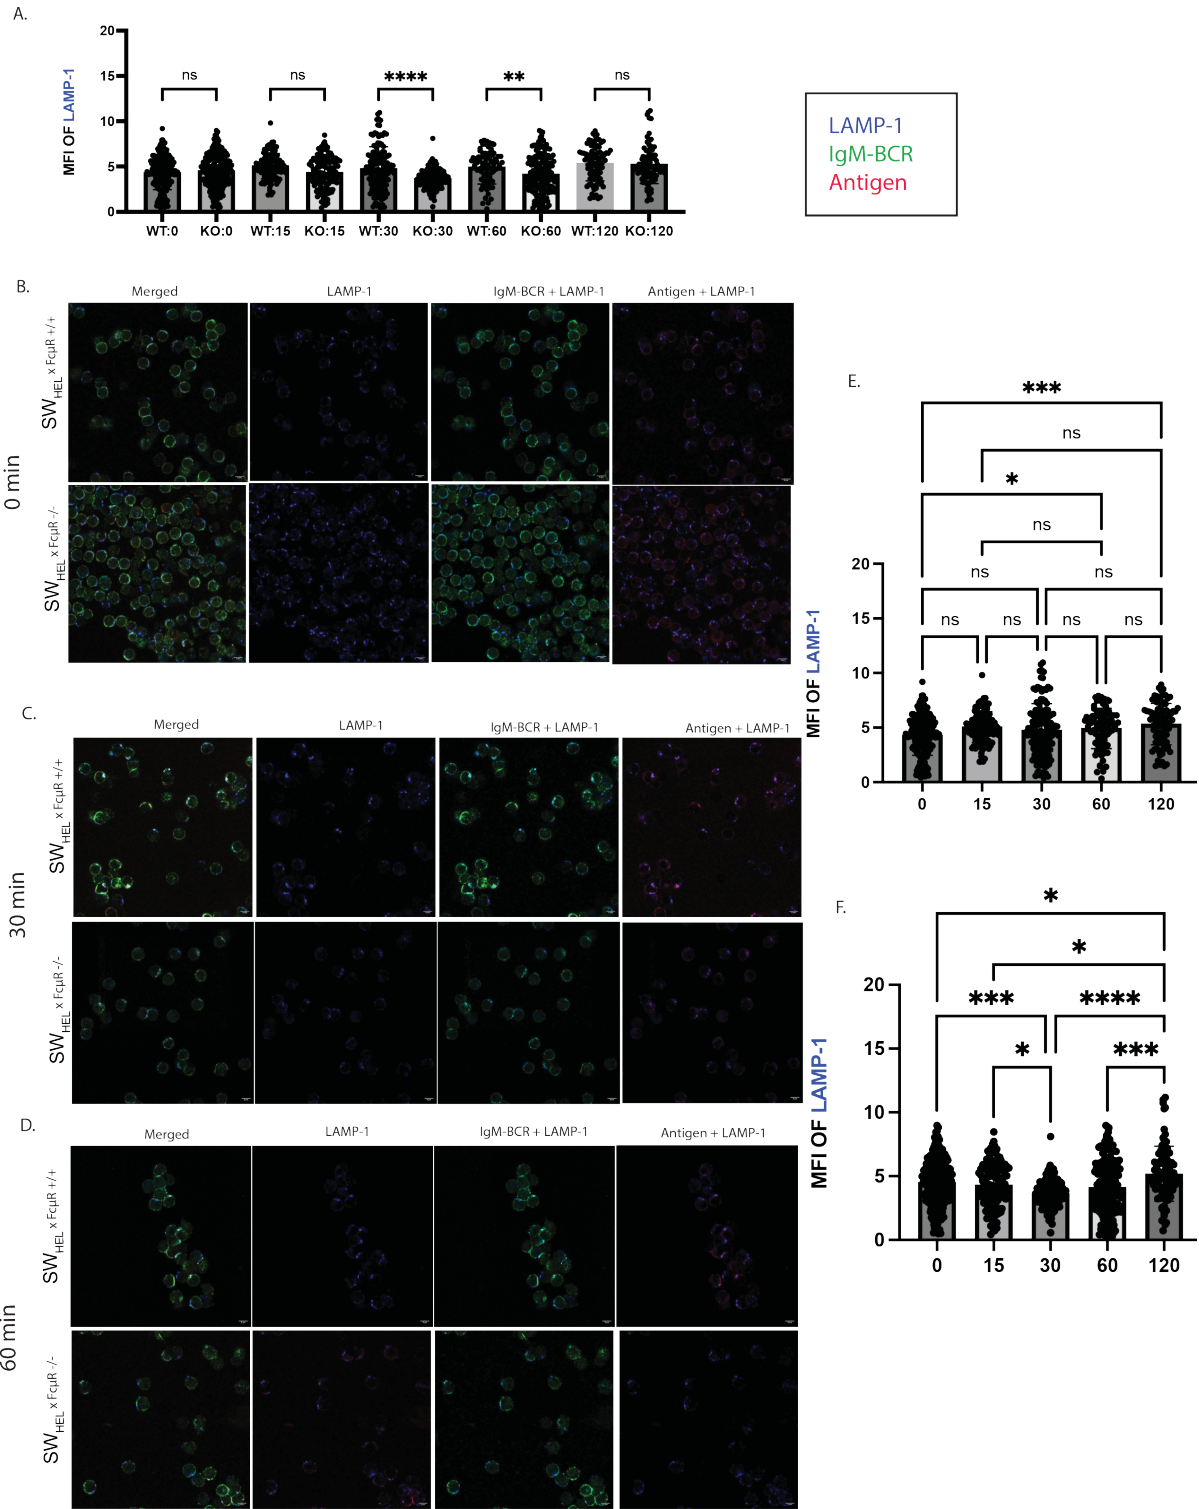 A.
MFI OF LAMP-1
20
15
10
5
0
ns
ns
****
**
ns
WT:0 KO:0 WT:15 KO:15 WT:30 KO:30 WT:60 KO:60 WT:120 KO:120
LAMP-1
IgM-BCR
Antigen
B.
Merged LAMP-1 IgM-BCR + LAMP-1 Antigen + LAMP-1
0 min
SWHEL x FcμR +/+
SWHEL x FcμR -/-
C.
Merged LAMP-1 IgM-BCR + LAMP-1 Antigen + LAMP-1
30 min
SWHEL x FcμR +/+
SWHEL x FcμR -/-
D.
Merged LAMP-1 IgM-BCR + LAMP-1 Antigen + LAMP-1
60 min
SWHEL x FcμR +/+
SWHEL x FcμR -/-
E.
***
ns
*
ns
ns ns
ns ns ns ns
MFI OF LAMP-1
20
15
10
5
0
0 15 30 60 120
F.
*
*
*** ****
* ***
MFI OF LAMP-1
20
15
10
5
0
0 15 30 60 120